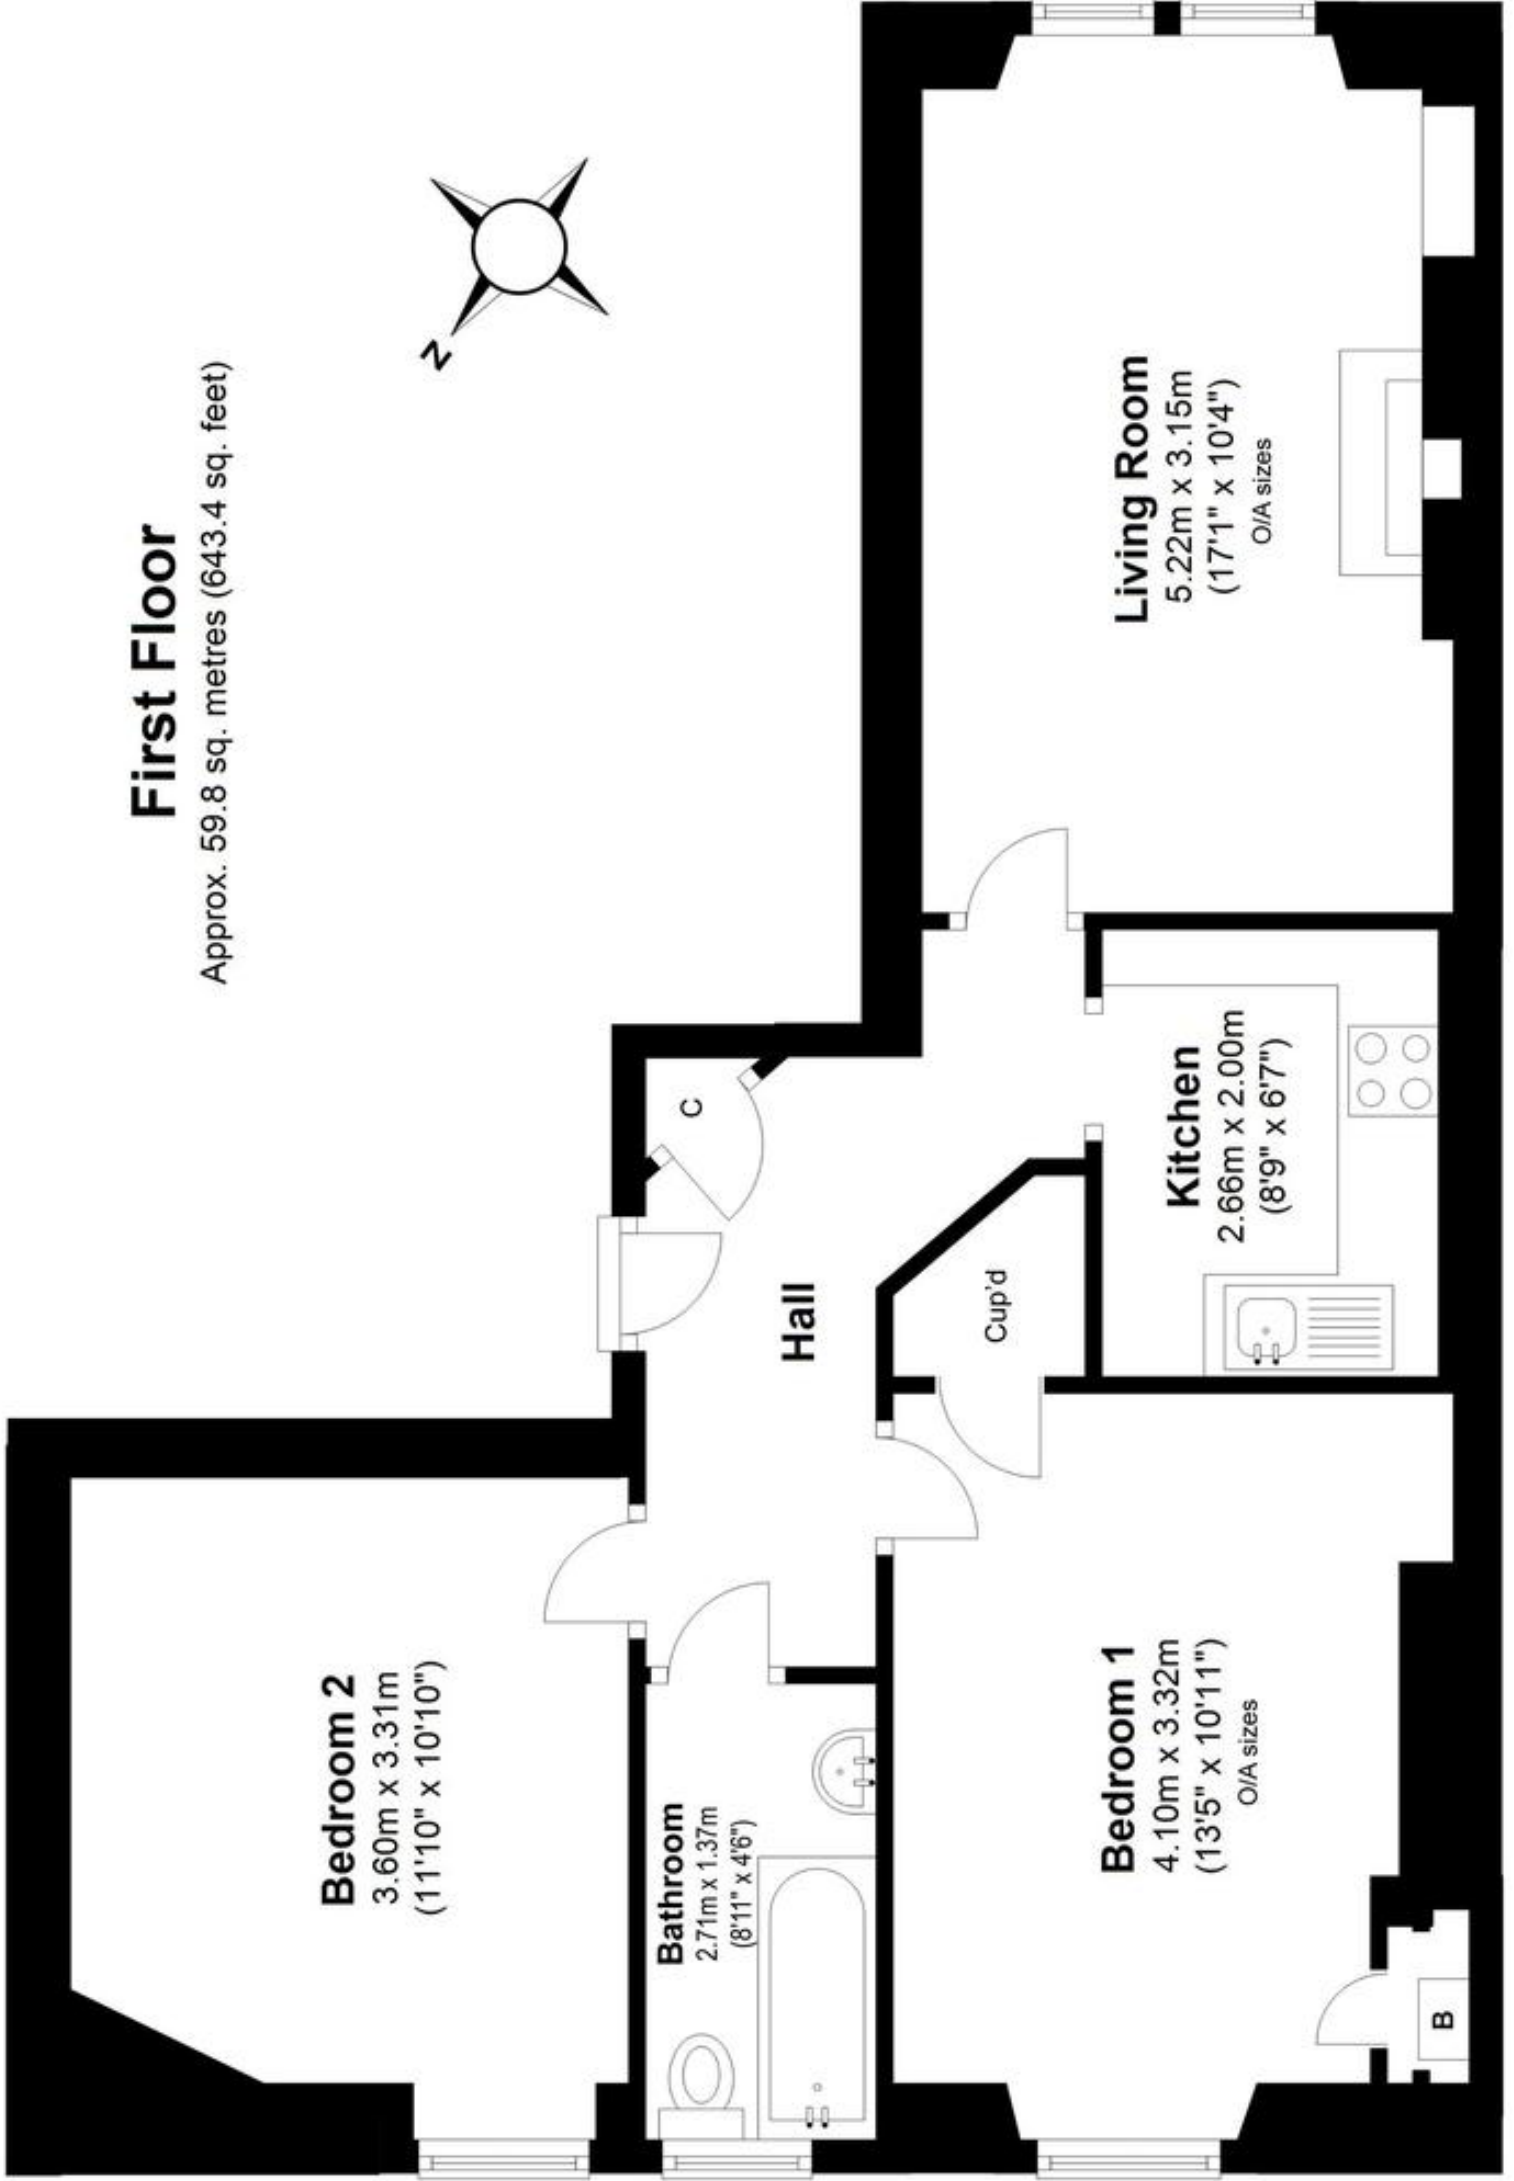 First Floor
Approx. 59.8 sq. metres (643.4 sq. feet)
N
Bedroom 2
3.60m x 3.31m
(11'10" x 10'10")
Bathroom
2.71m x 1.37m
(8'11" x 4'6")
Hall
C
Cup'd
Bedroom 1
4.10m x 3.32m
(13'5" x 10'11")
O/A sizes
B
Kitchen
2.66m x 2.00m
(8'9" x 6'7")
Living Room
5.22m x 3.15m
(17'1" x 10'4")
O/A sizes